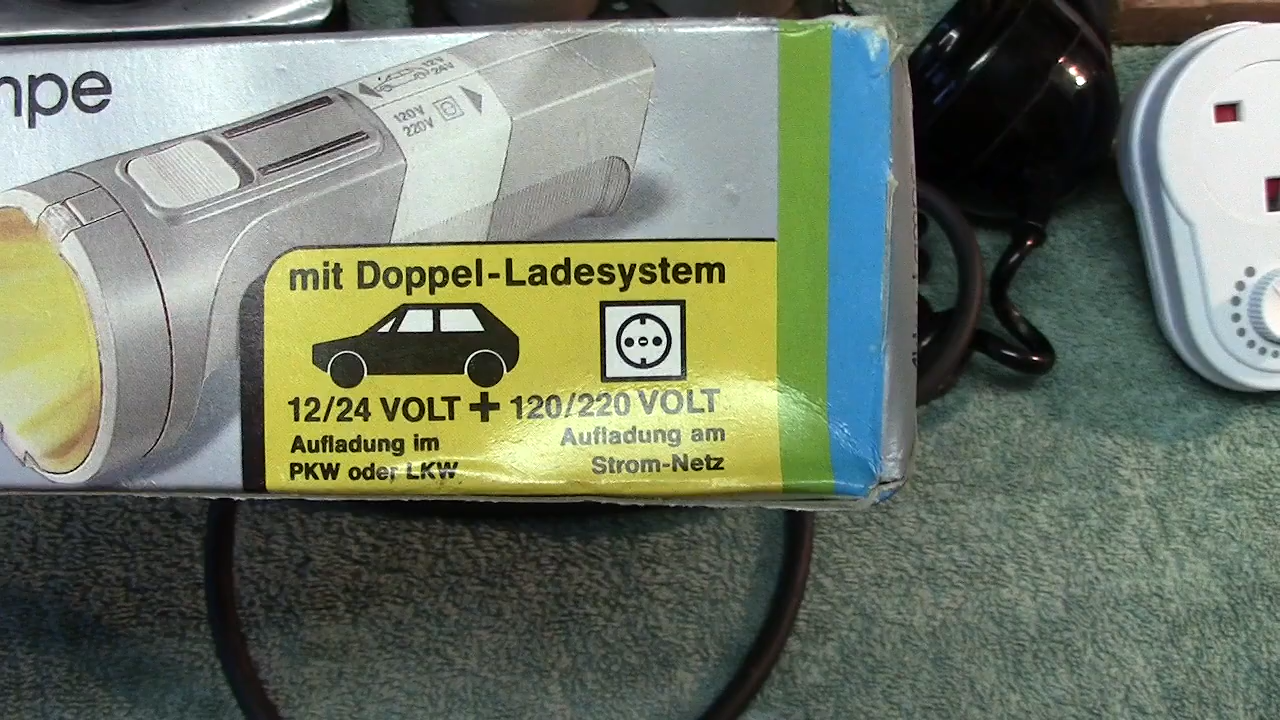 mpe
12V
24V
120V
220V
mit Doppel-Ladesystem
12/24 VOLT + 120/220 VOLT
Aufladung im
PKW oder LKW
Aufladung am
Strom-Netz